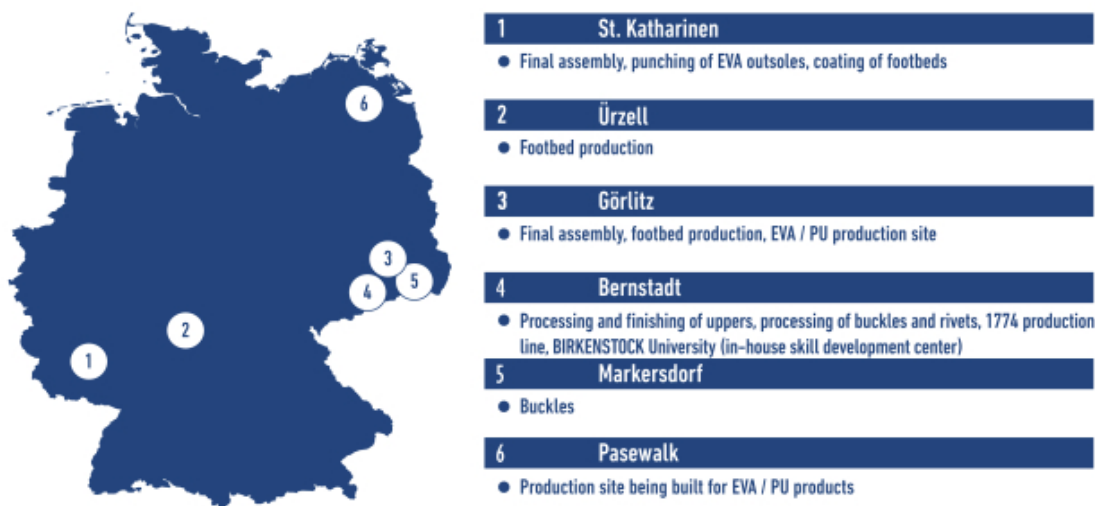 1 St. Katharinen
● Final assembly, punching of EVA outsoles, coating of footbeds
2 Ürzell
● Footbed production
3 Görlitz
● Final assembly, footbed production, EVA / PU production site
4 Bernstadt
● Processing and finishing of uppers, processing of buckles and rivets, 1774 production
line, BIRKENSTOCK University (in-house skill development center)
5 Markersdorf
● Buckles
6 Pasewalk
● Production site being built for EVA / PU products
6
3
5
4
2
1